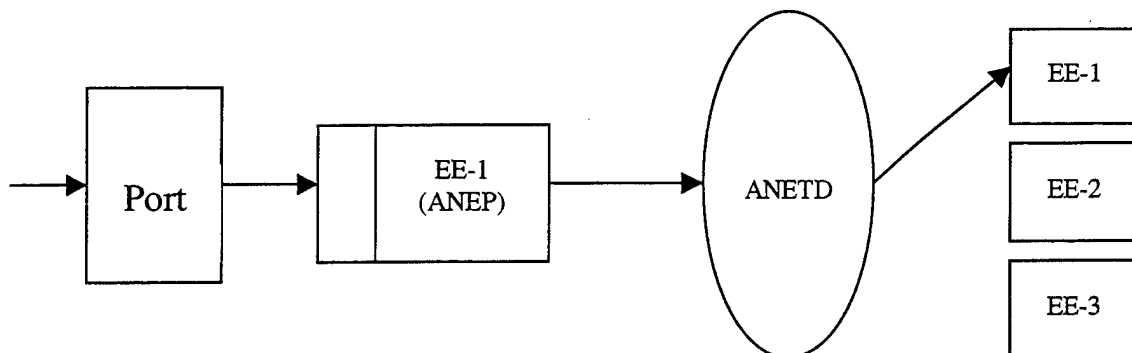 Port
EE-1
(ANEP)
ANETD
EE-1
EE-2
EE-3